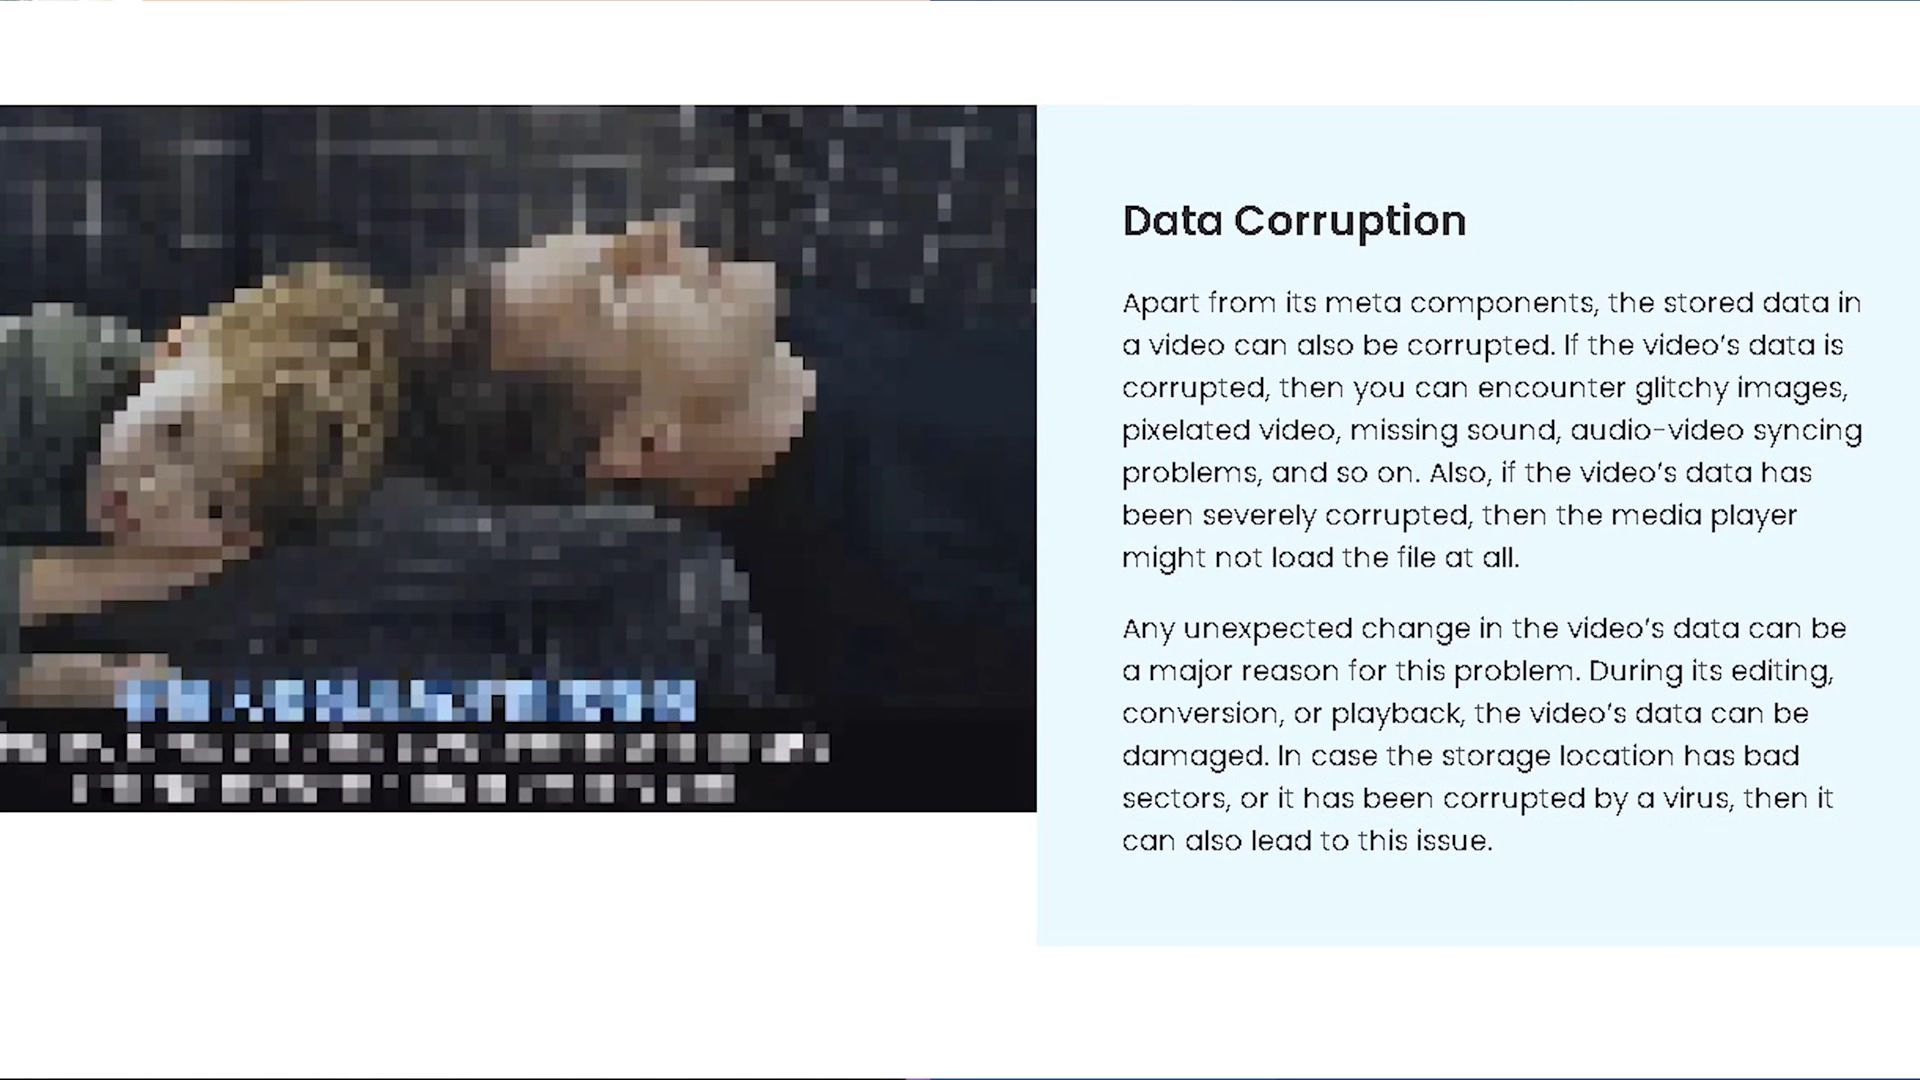 Data Corruption
Apart from its meta components, the stored data in
a video can also be corrupted. If the video's data is
corrupted, then you can encounter glitchy images,
pixelated video, missing sound, audio-video syncing
problems, and so on. Also, if the video's data has
been severely corrupted, then the media player
might not load the file at all.
Any unexpected change in the video's data can be
a major reason for this problem. During its editing,
conversion, or playback, the video's data can be
damaged. In case the storage location has bad
sectors, or it has been corrupted by a virus, then it
can also lead to this issue.